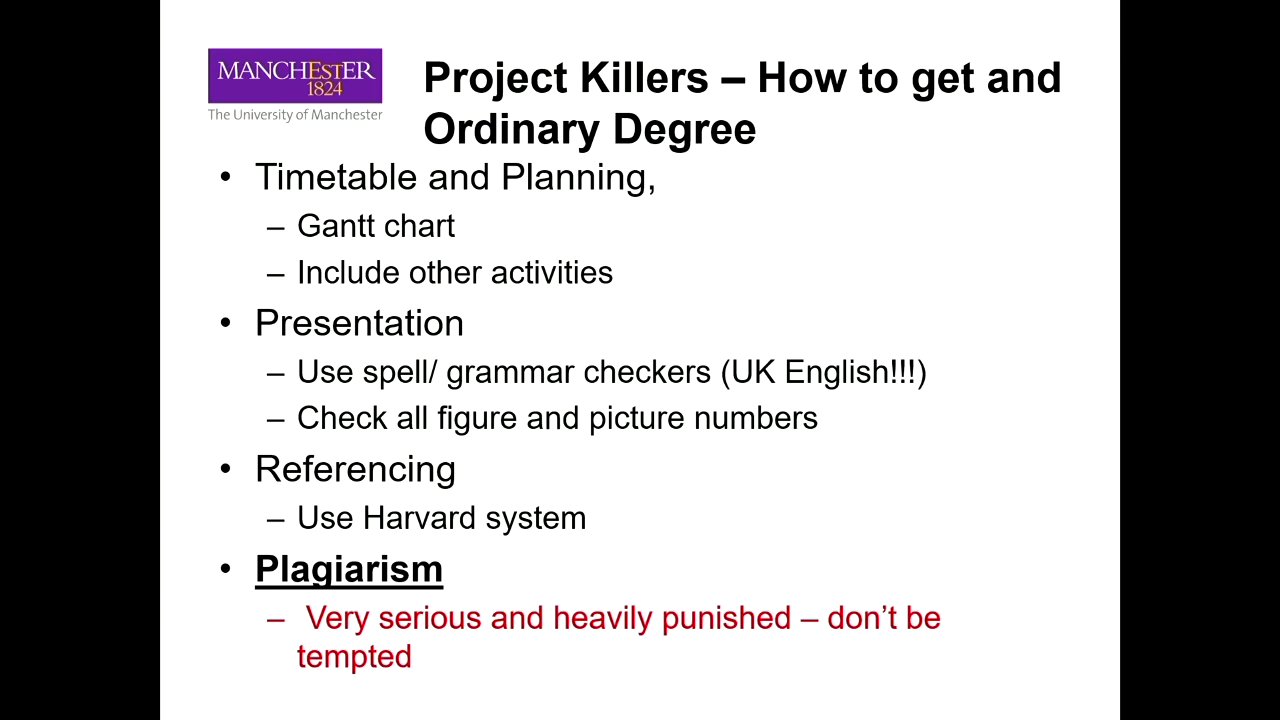 MANCHESTER
1824
The University of Manchester
Project Killers – How to get and
Ordinary Degree
• Timetable and Planning,
– Gantt chart
– Include other activities
• Presentation
– Use spell/ grammar checkers (UK English!!!)
– Check all figure and picture numbers
• Referencing
– Use Harvard system
• Plagiarism
– Very serious and heavily punished – don’t be
tempted